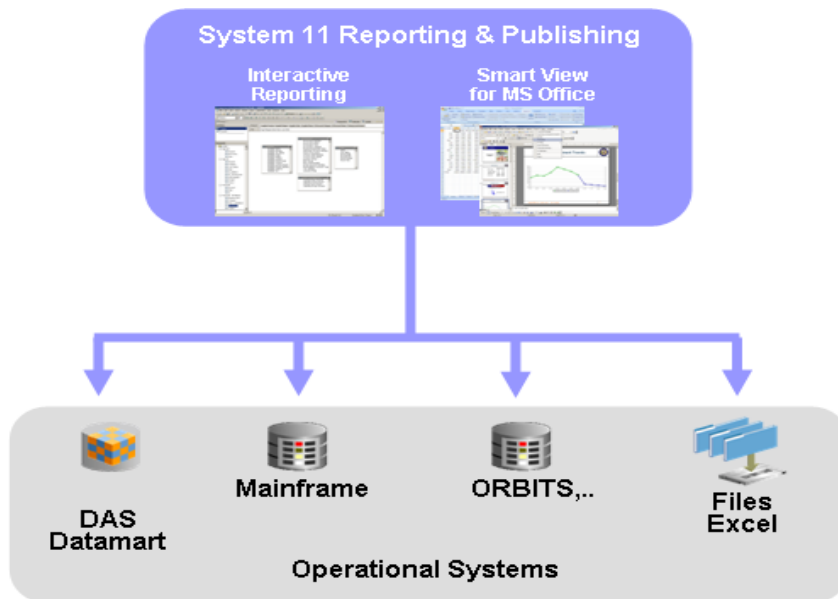 System 11 Reporting & Publishing
Interactive
Reporting
Smart View
for MS Office
DAS
Datamart
Mainframe
ORBITS,..
Files
Excel
Operational Systems